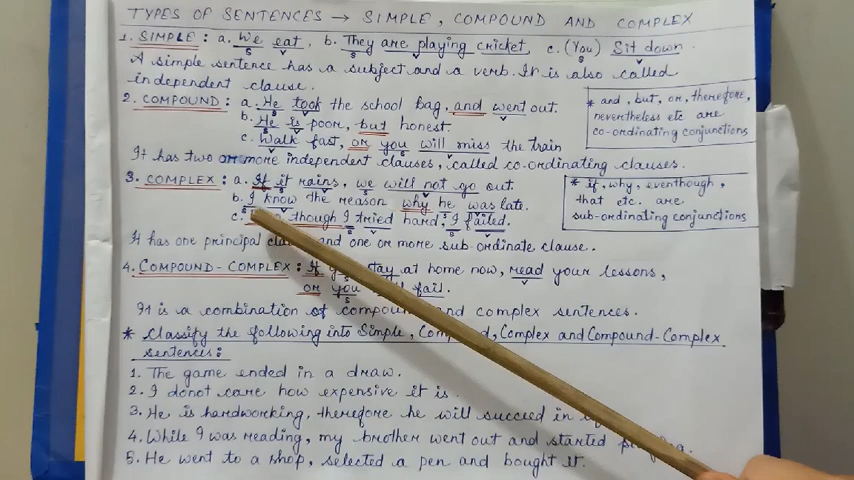 TYPES OF SENTENCES → SIMPLE, COMPOUND AND COMPLEX
1. SIMPLE : a. We eat, b. They are playing cricket, c. (You) Sit down.
S V S V S V
A simple sentence has a subject and a verb. It is also called
independent clause.
2. COMPOUND : a. He took the school bag, and went out.
b. He is poor, but honest.
c. Walk fast, or you will miss the train
It has two or more independent clauses, called co-ordinating clauses.
* and, but, or, therefore,
nevertheless etc are
co-ordinating conjunctions
3. COMPLEX : a. If it rains, we will not go out.
b. I know the reason why he was late.
c. though I tried hard, I failed.
It has one principal and one or more sub-ordinate clause.
* if, why, eventhough,
that etc. are
sub-ordinating conjunctions
4. COMPOUND-COMPLEX : If stay at home now, read your lessons,
or you fail.
It is a combination of compound and complex sentences.
* Classify the following into Simple, Complex and Compound-Complex
sentences :
1. The game ended in a draw.
2. I donot care how expensive it is.
3. He is hardworking, therefore he will succeed in
4. While I was reading, my brother went out and started
5. He went to a shop, selected a pen and bought it.